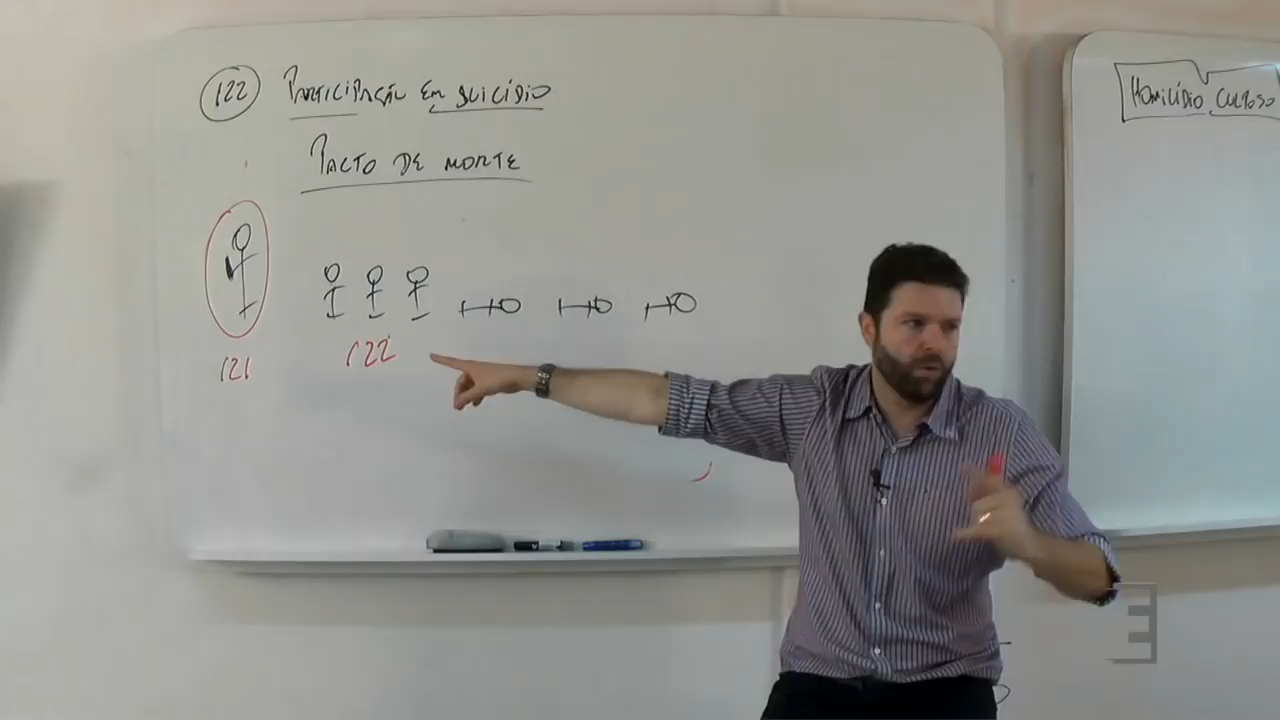 122 PARTICIPAÇÃO EM SUICÍDIO
PACTO DE MORTE
121
122
HOMICÍDIO CULPOSO